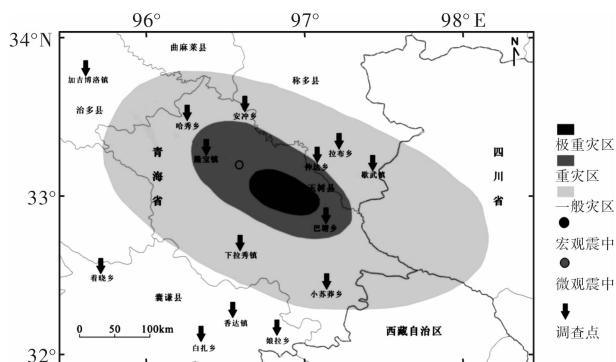 96°
97°
98° E
34° N
33°
32°
N
曲麻莱县
加吉博洛镇
称多县
治多县
安冲乡
哈秀乡
隆宝镇
拉布乡
仲达乡
歇武镇
玉树县
巴塘乡
青海省
四川省
下拉秀镇
着晓乡
小苏莽乡
囊谦县
香达镇
娘拉乡
白扎乡
西藏自治区
0 50 100km
极重灾区
重灾区
一般灾区
宏观震中
微观震中
调查点